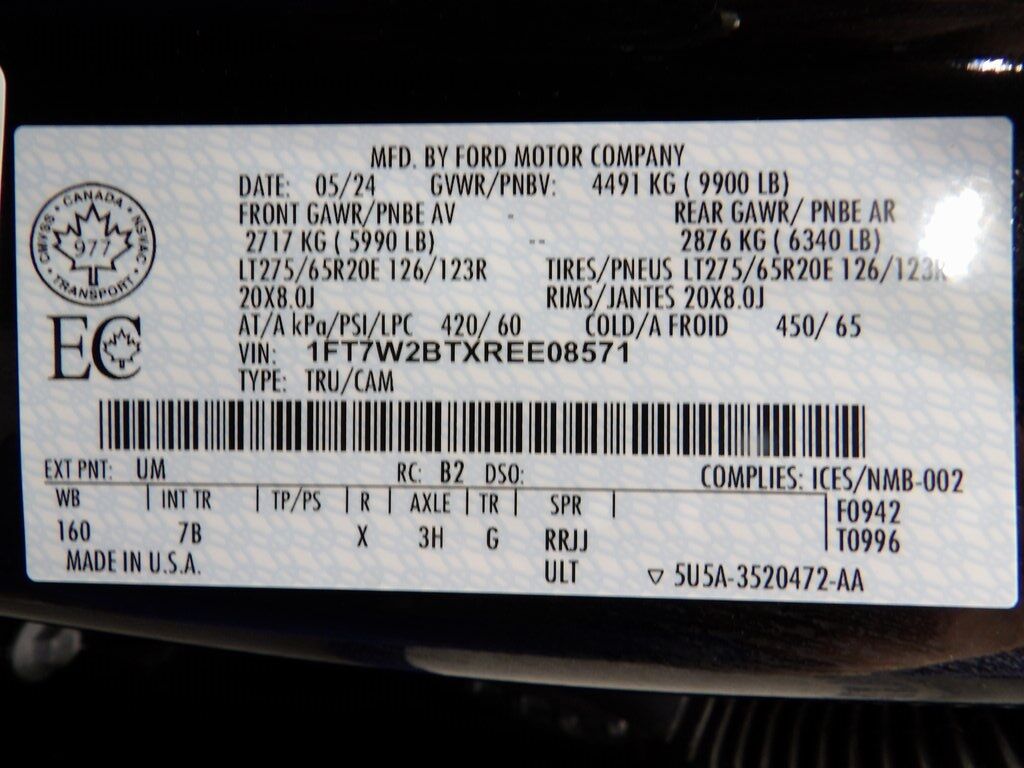 MFD. BY FORD MOTOR COMPANY
DATE: 05/24 GVWR/PNBV: 4491 KG ( 9900 LB)
FRONT GAWR/PNBE AV - REAR GAWR/ PNBE AR
2717 KG ( 5990 LB) -- 2876 KG ( 6340 LB)
LT275/65R20E 126/123R TIRES/PNEUS LT275/65R20E 126/123R
20X8.0J RIMS/JANTES 20X8.0J
AT/A kPa/PSI/LPC 420/ 60 COLD/A FROID 450/ 65
VIN: 1FT7W2BTXREE08571
TYPE: TRU/CAM
CANADA
CMVSS NSVAC
977
TRANSPORT
EC
EXT PNT: UM RC: B2 DSO: COMPLIES: ICES/NMB-002
WB INT TR TP/PS R AXLE TR SPR F0942
160 7B X 3H G RRJJ T0996
MADE IN U.S.A. ULT ▽ 5U5A-3520472-AA